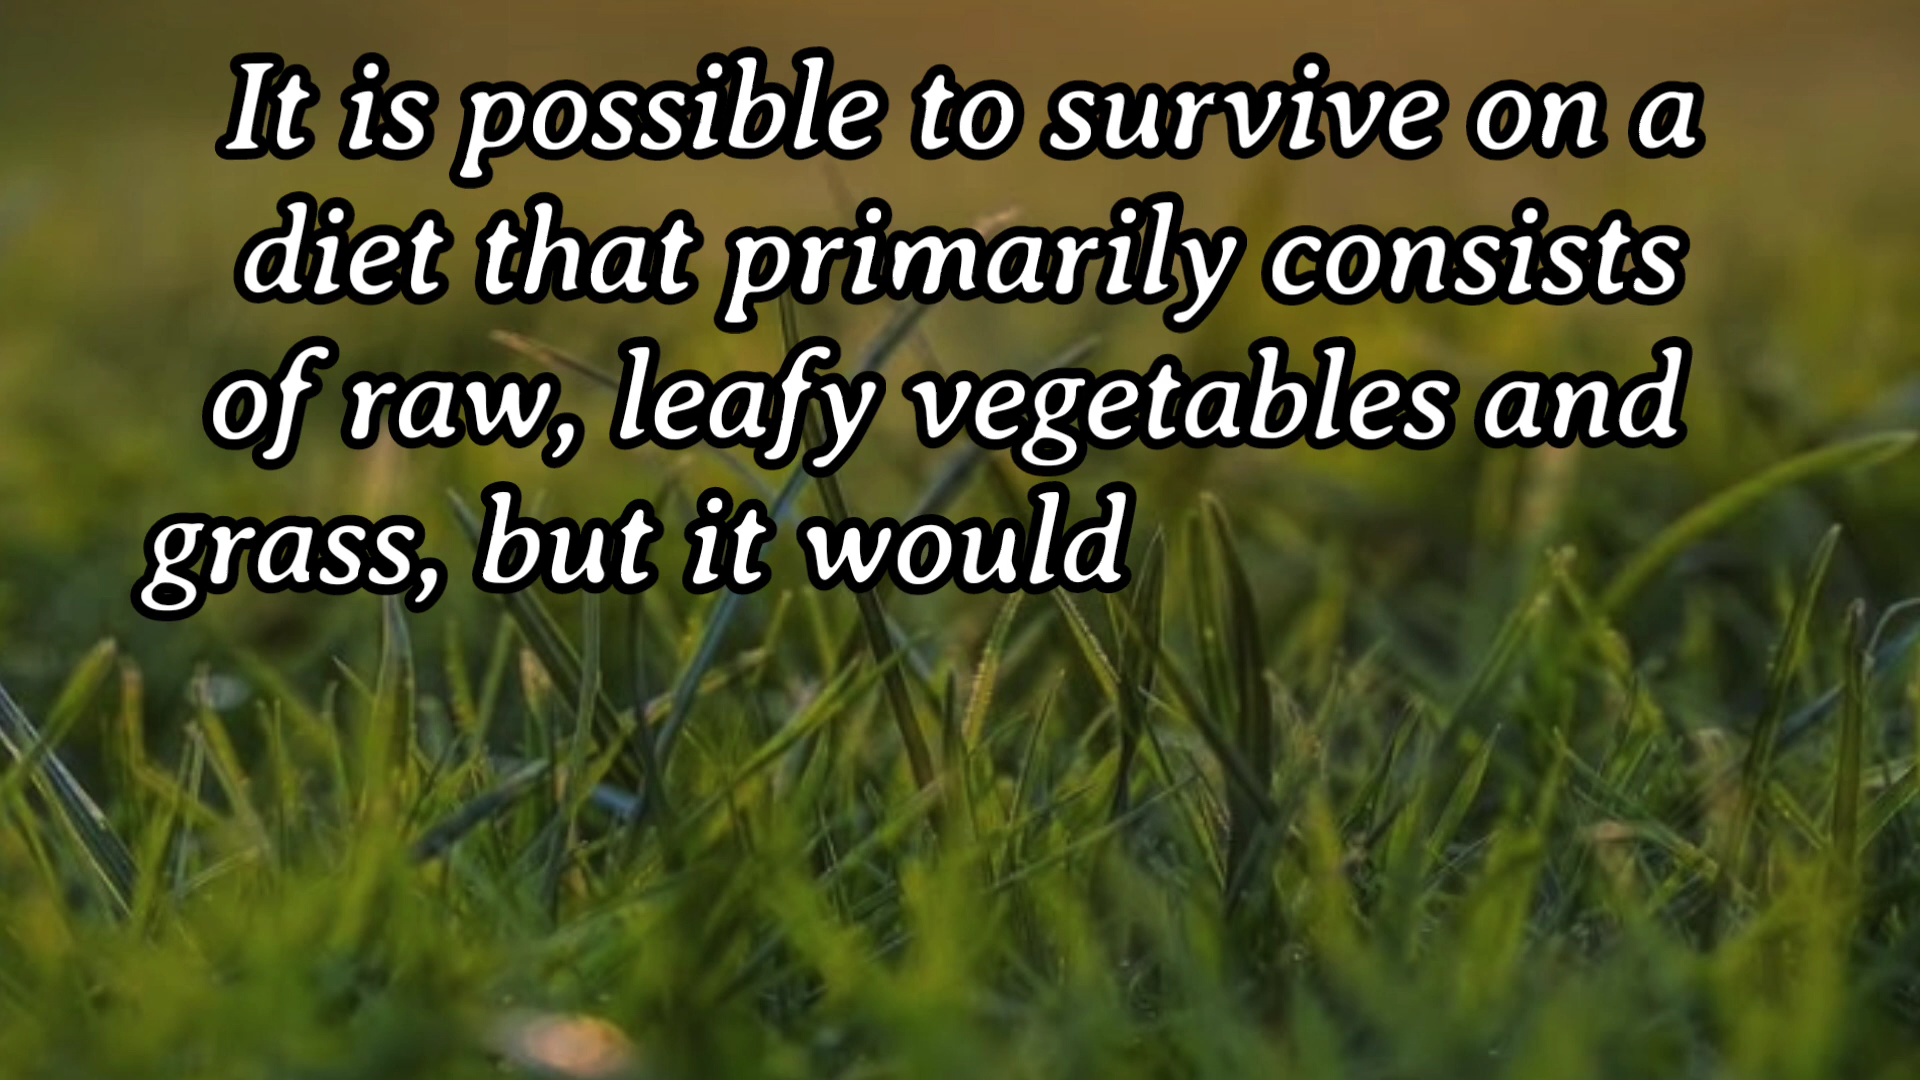 It is possible to survive on a
diet that primarily consists
of raw, leafy vegetables and
grass, but it would